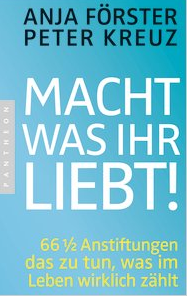 ANJA FÖRSTER
PETER KREUZ
MACHT
WAS IHR
LIEBT!
PANTHEON
66 ½ Anstiftungen
das zu tun, was im
Leben wirklich zählt